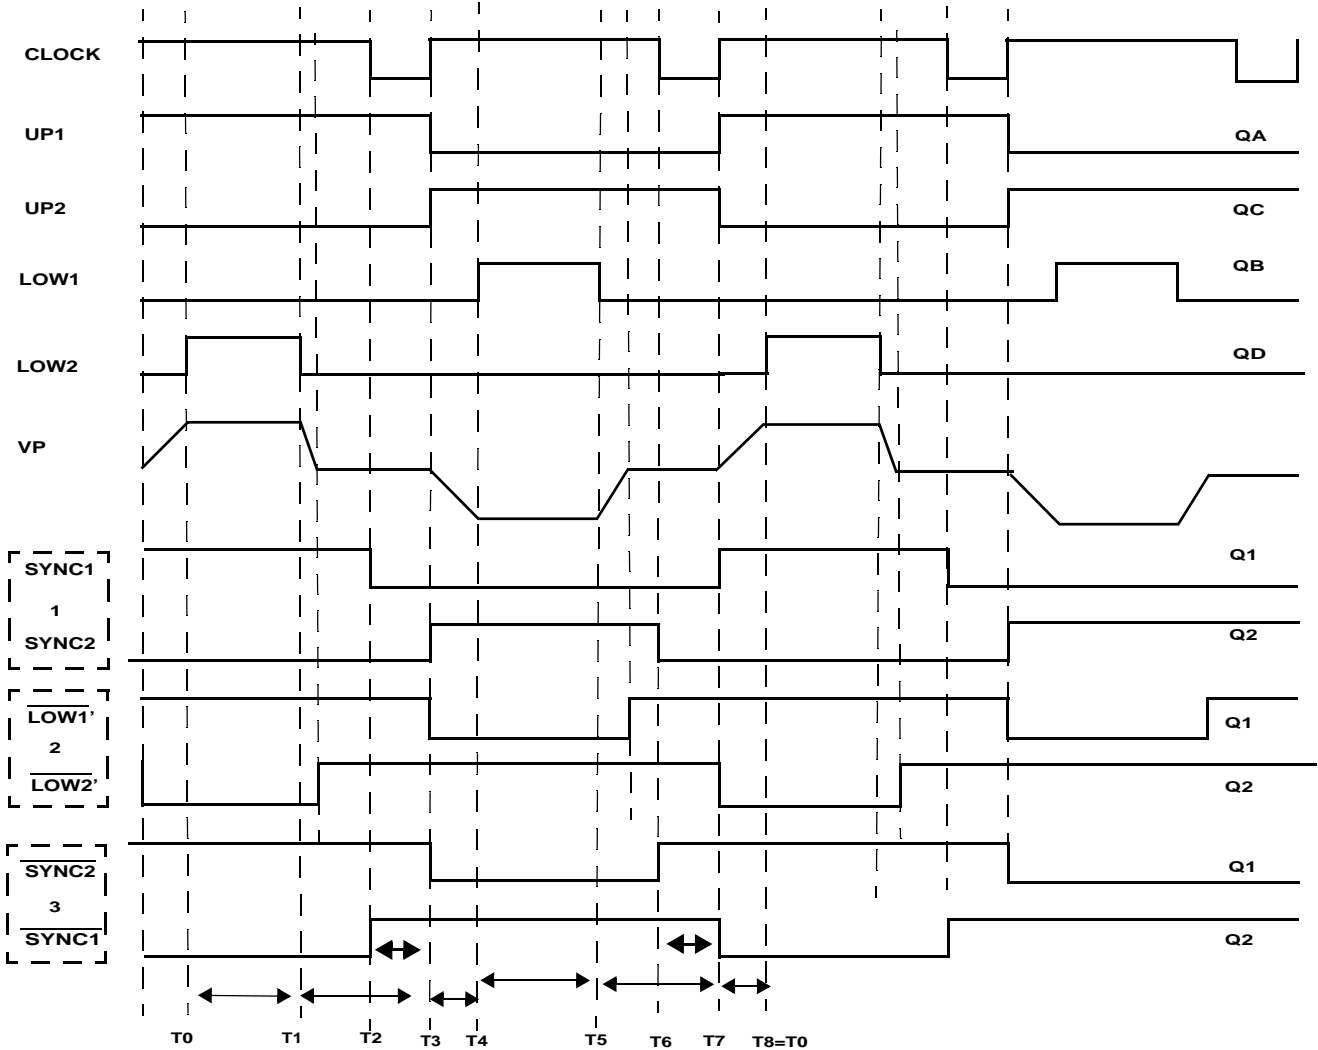 CLOCK
UP1 QA
UP2 QC
LOW1 QB
LOW2 QD
VP
SYNC1 Q1
1
SYNC2 Q2
LOW1' Q1
2
LOW2' Q2
SYNC2 Q1
3
SYNC1 Q2
T0 T1 T2 T3 T4 T5 T6 T7 T8=T0